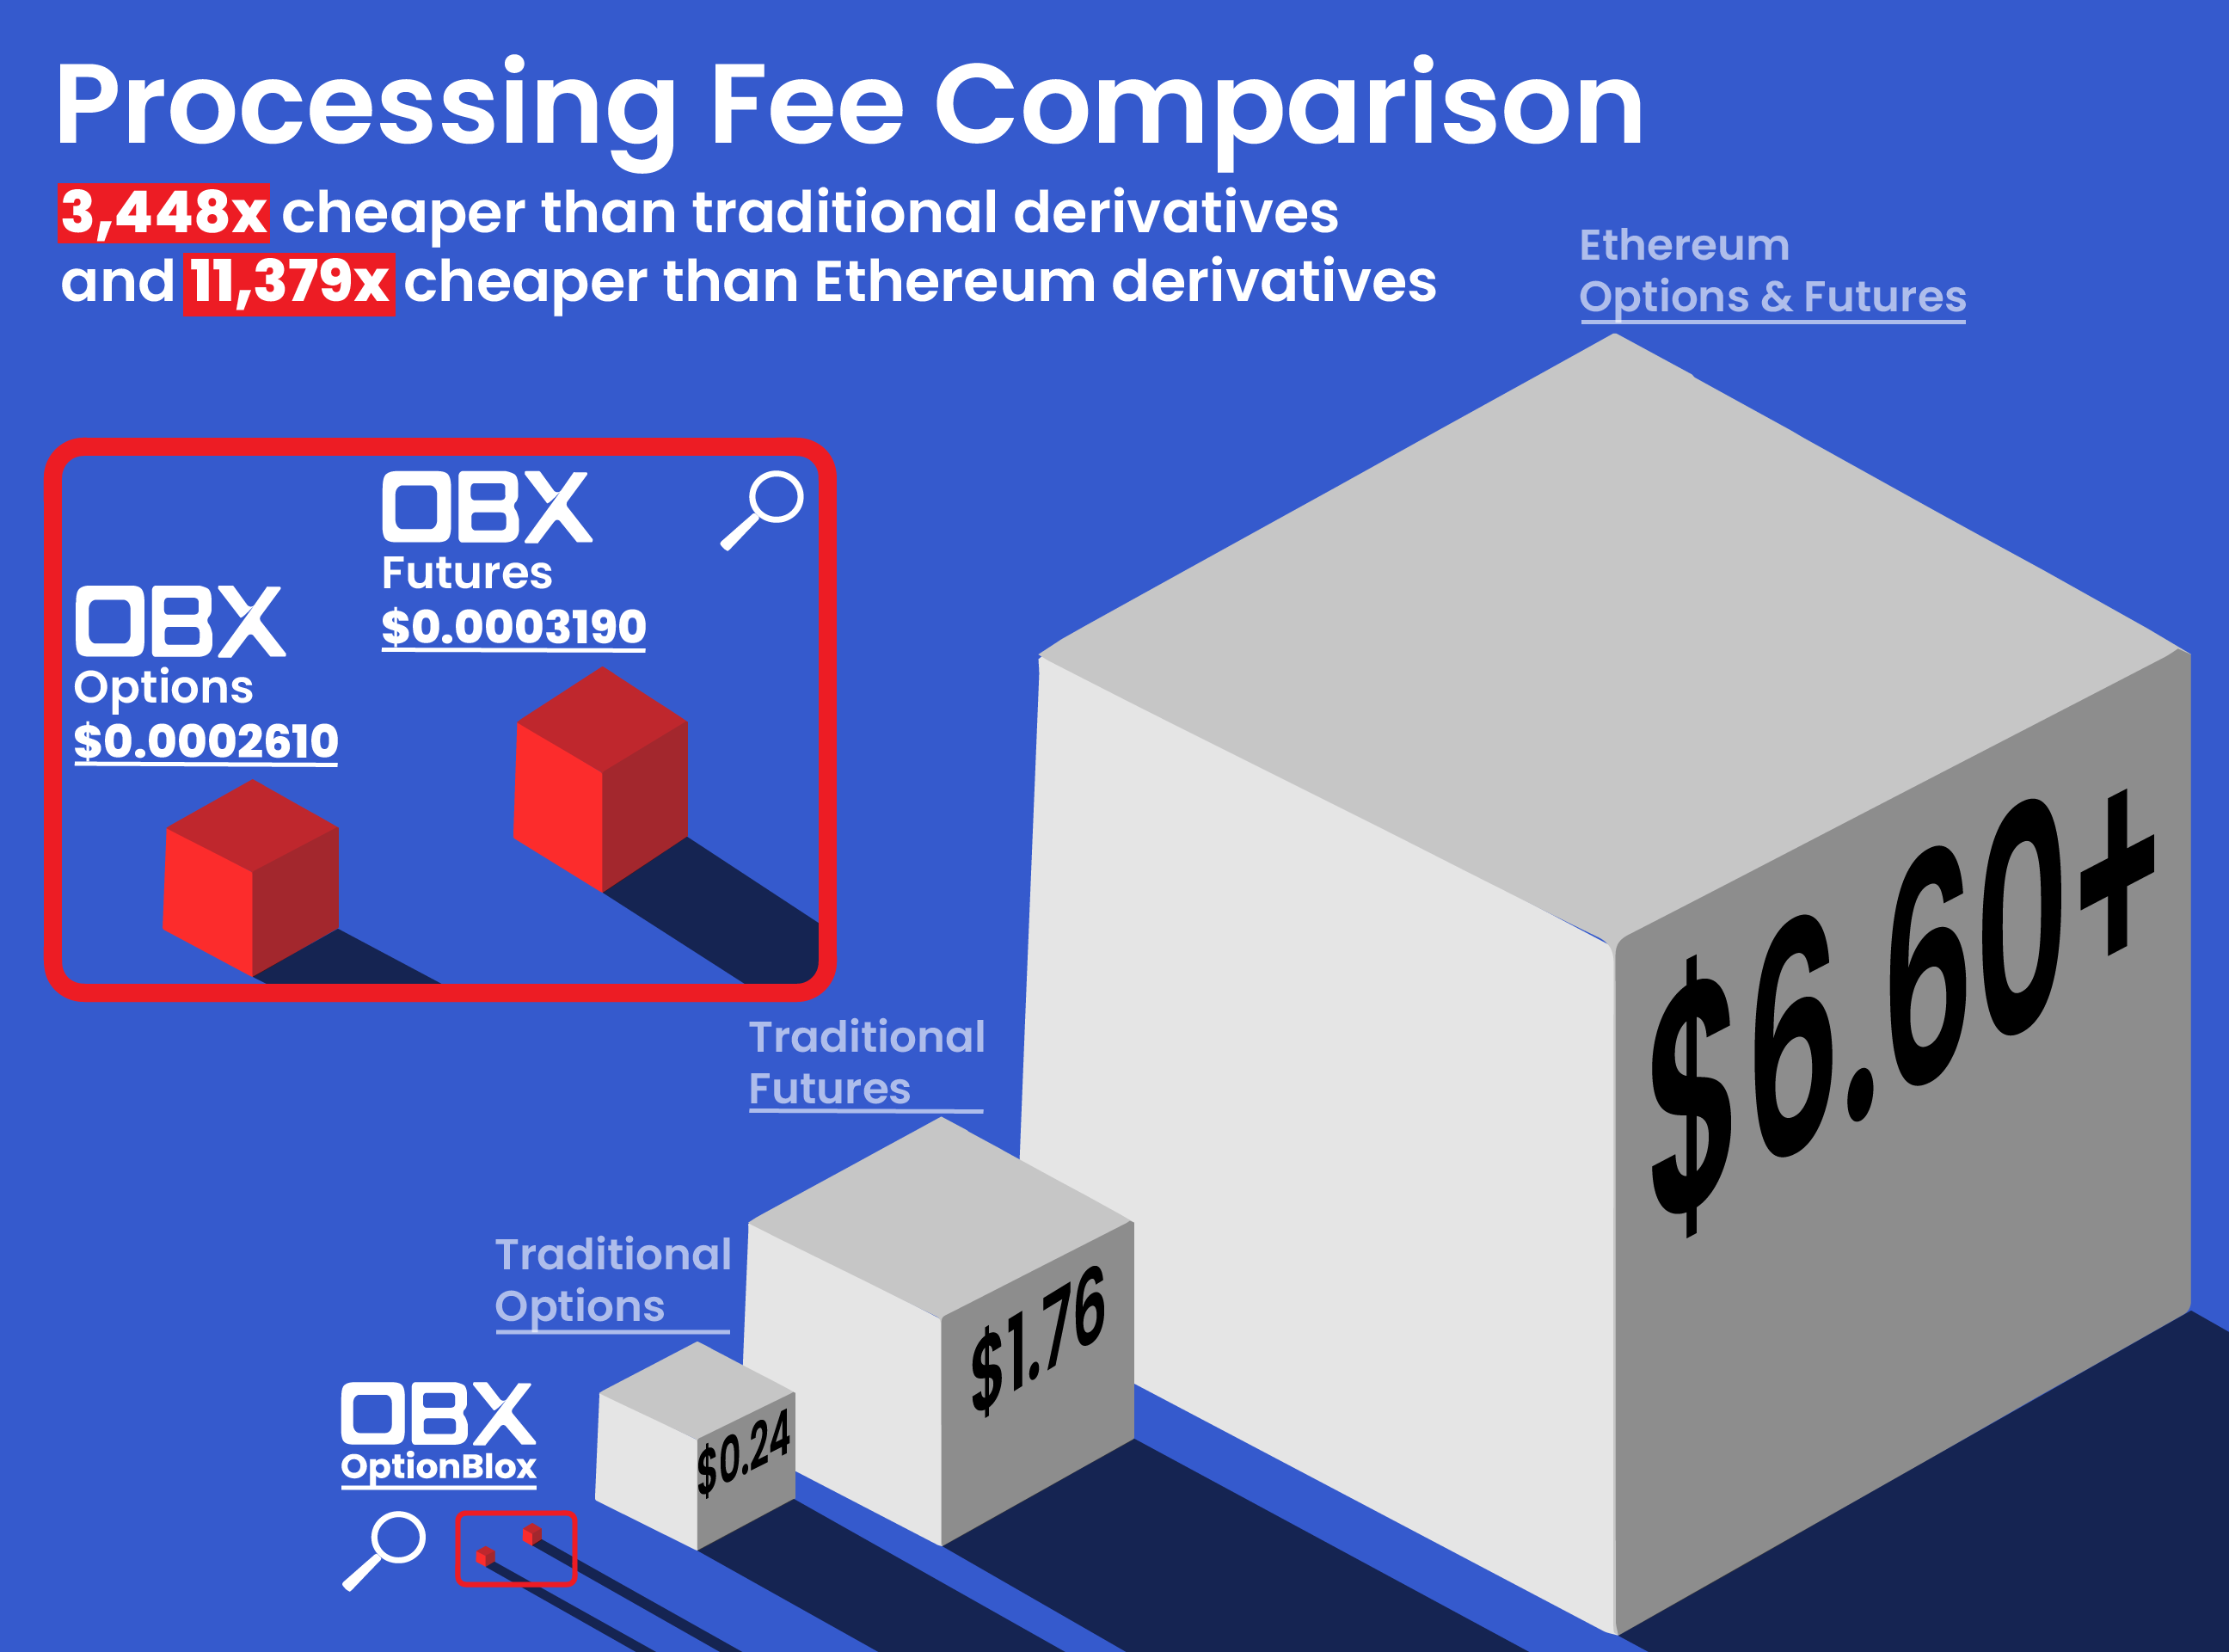 Processing Fee Comparison
3,448x cheaper than traditional derivatives
and 11,379x cheaper than Ethereum derivatives
Ethereum
Options & Futures
OBX
Futures
$0.0003190
OBX
Options
$0.0002610
$6.60+
Traditional
Futures
$1.76
Traditional
Options
$0.24
OBX
OptionBlox